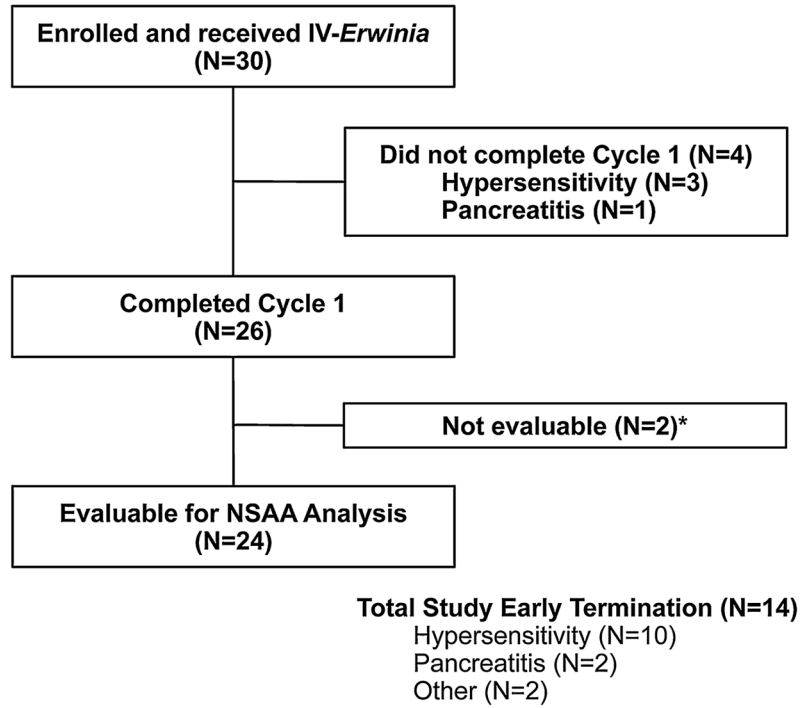 Enrolled and received IV-Erwinia
(N=30)
Did not complete Cycle 1 (N=4)
Hypersensitivity (N=3)
Pancreatitis (N=1)
Completed Cycle 1
(N=26)
Not evaluable (N=2)*
Evaluable for NSAA Analysis
(N=24)
Total Study Early Termination (N=14)
Hypersensitivity (N=10)
Pancreatitis (N=2)
Other (N=2)